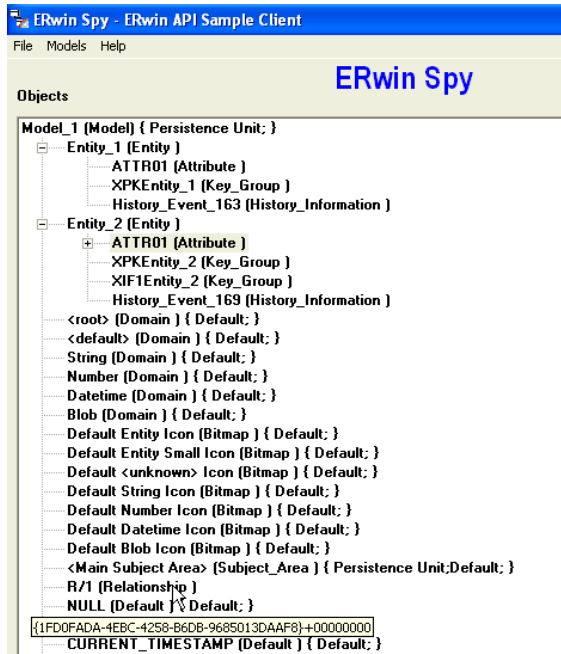 ERwin Spy - ERwin API Sample Client
File Models Help
ERwin Spy
Objects
Model_1 (Model) { Persistence Unit; }
Entity_1 (Entity )
ATTR01 (Attribute )
XPKEntity_1 (Key_Group )
History_Event_163 (History_Information )
Entity_2 (Entity )
ATTR01 (Attribute )
XPKEntity_2 (Key_Group )
XIF1Entity_2 (Key_Group )
History_Event_169 (History_Information )
<root> (Domain ) { Default; }
<default> (Domain ) { Default; }
String (Domain ) { Default; }
Number (Domain ) { Default; }
Datetime (Domain ) { Default; }
Blob (Domain ) { Default; }
Default Entity Icon (Bitmap ) { Default; }
Default Entity Small Icon (Bitmap ) { Default; }
Default <unknown> Icon (Bitmap ) { Default; }
Default String Icon (Bitmap ) { Default; }
Default Number Icon (Bitmap ) { Default; }
Default Datetime Icon (Bitmap ) { Default; }
Default Blob Icon (Bitmap ) { Default; }
<Main Subject Area> (Subject_Area ) { Persistence Unit;Default; }
R/1 (Relationship )
NULL (Default ) { Default; }
{1FD0FADA-4EBC-4258-B6DB-9685013DAAF8}+00000000
CURRENT_TIMESTAMP (Default ) { Default; }